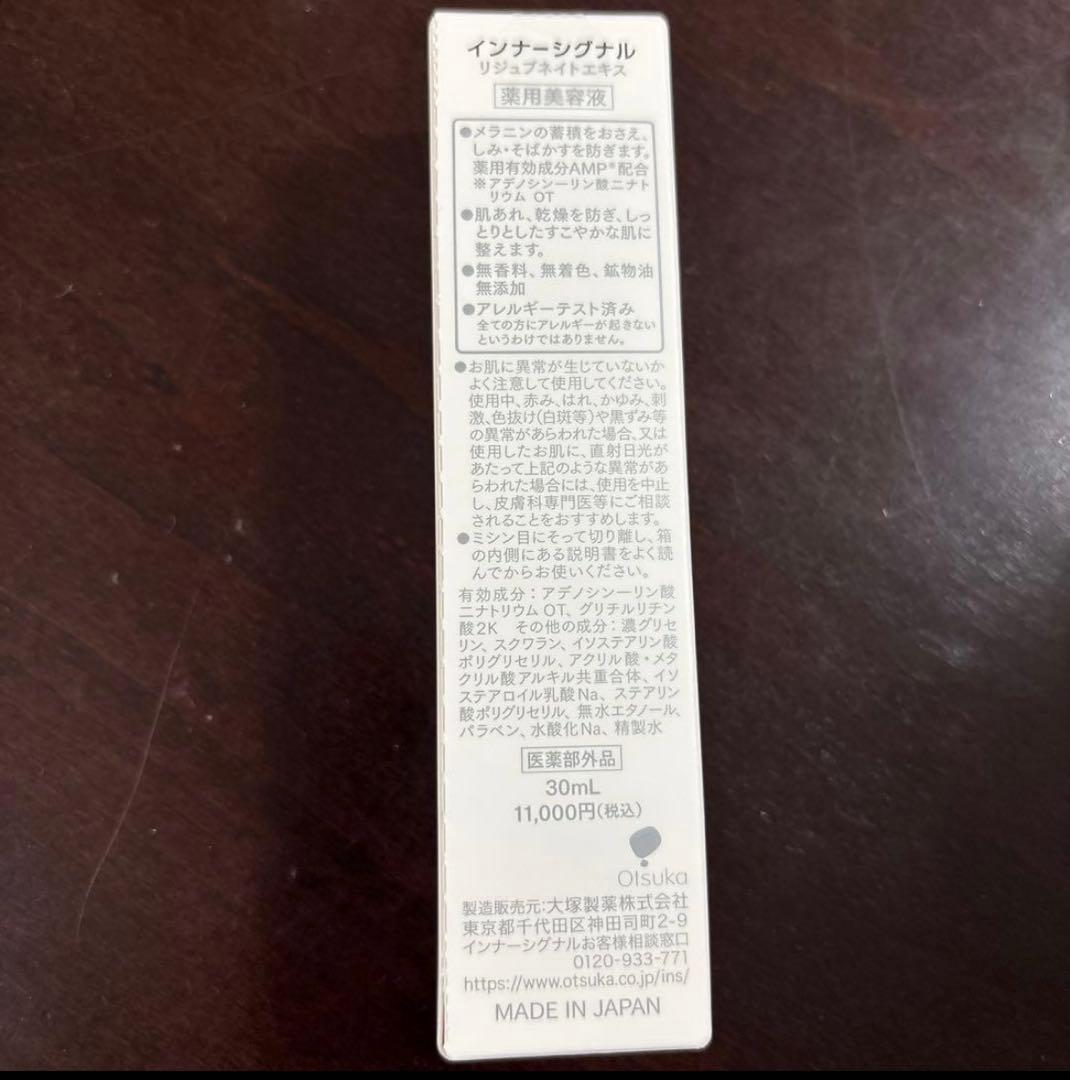 インナーシグナル
リジュブネイトエキス
薬用美容液
●メラニンの蓄積をおさえ、
しみ・そばかすを防ぎます。
薬用有効成分AMP※配合
※アデノシン一リン酸二ナト
リウム OT
●肌あれ、乾燥を防ぎ、しっ
とりとしたすこやかな肌に
整えます。
●無香料、無着色、鉱物油
無添加
●アレルギーテスト済み
全ての方にアレルギーが起きない
というわけではありません。
●お肌に異常が生じていないか
よく注意して使用してください。
使用中、赤み、はれ、かゆみ、刺
激、色抜け(白斑等)や黒ずみ等
の異常があらわれた場合、又は
使用したお肌に、直射日光が
あたって上記のような異常があ
らわれた場合には、使用を中止
し、皮膚科専門医等にご相談
されることをおすすめします。
●ミシン目にそって切り離し、箱
の内側にある説明書をよく読
んでからお使いください。
有効成分：アデノシン一リン酸
二ナトリウム OT、グリチルリチン
酸2K その他の成分：濃グリセ
リン、スクワラン、イソステアリン酸
ポリグリセリル、アクリル酸・メタ
クリル酸アルキル共重合体、イソ
ステアロイル乳酸Na、ステアリン
酸ポリグリセリル、無水エタノール、
パラベン、水酸化Na、精製水
医薬部外品
30mL
11,000円(税込)
Otsuka
製造販売元:大塚製薬株式会社
東京都千代田区神田司町2-9
インナーシグナルお客様相談窓口
0120-933-771
https://www.otsuka.co.jp/ins/
MADE IN JAPAN